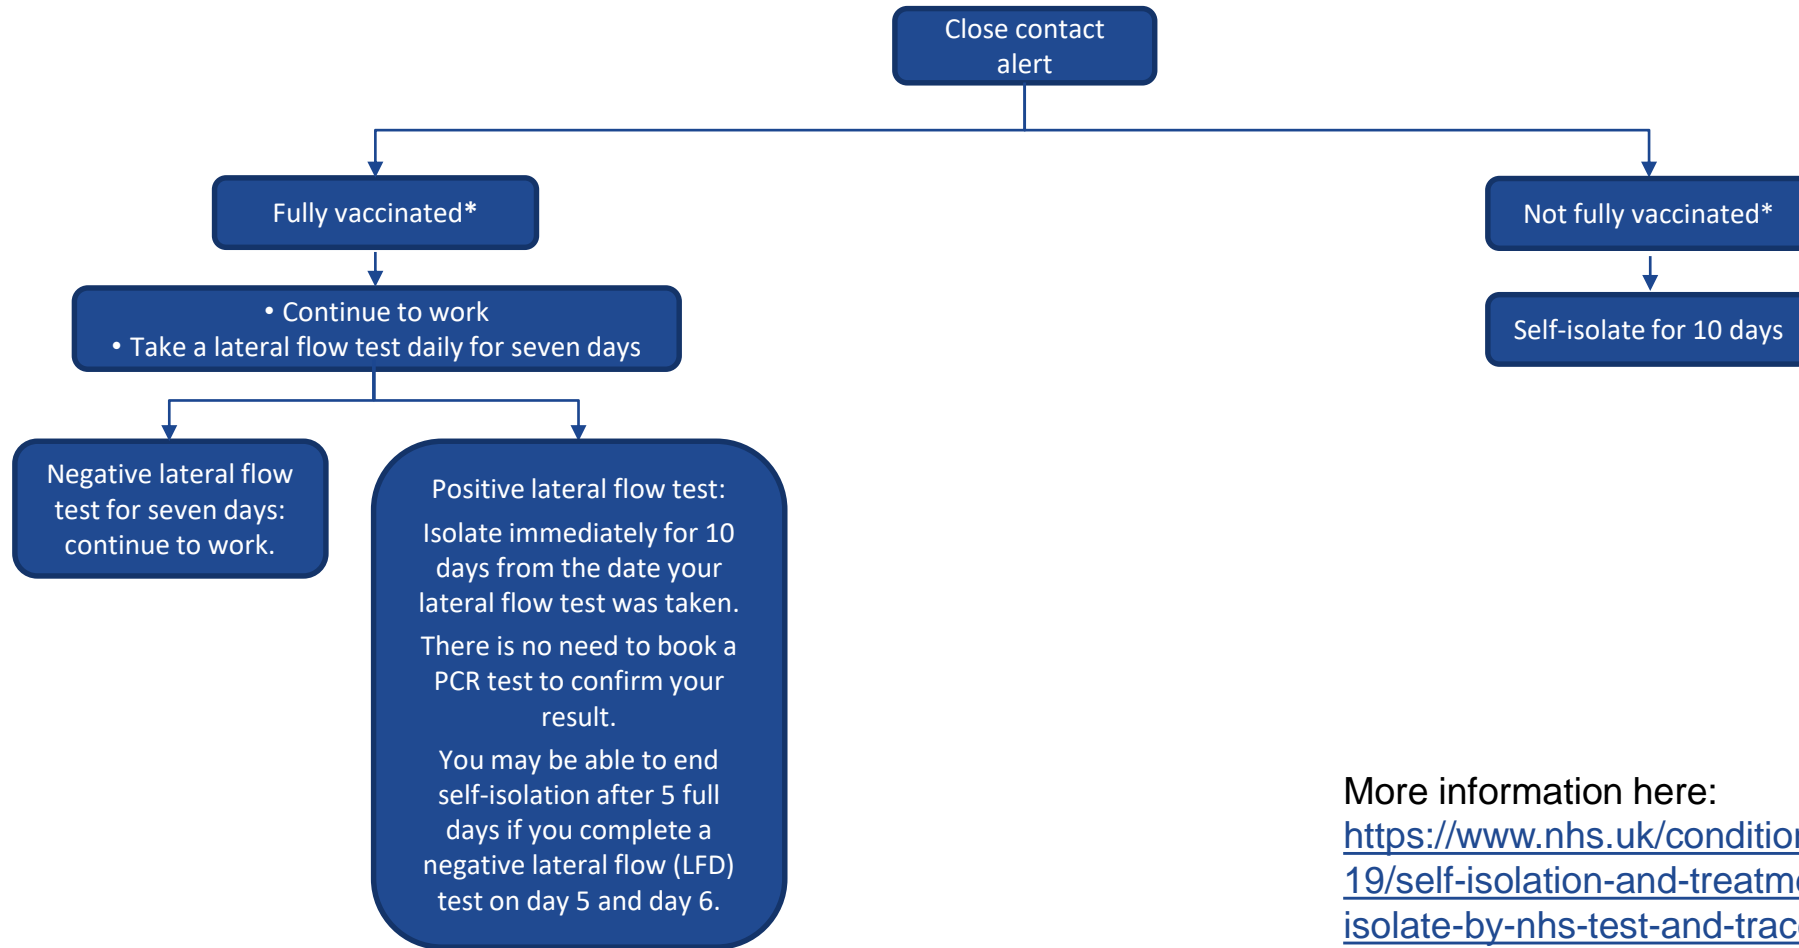 Close contact
alert
Fully vaccinated*
Not fully vaccinated*
• Continue to work
• Take a lateral flow test daily for seven days
Self-isolate for 10 days
Negative lateral flow
test for seven days:
continue to work.
Positive lateral flow test:
Isolate immediately for 10
days from the date your
lateral flow test was taken.
There is no need to book a
PCR test to confirm your
result.
You may be able to end
self-isolation after 5 full
days if you complete a
negative lateral flow (LFD)
test on day 5 and day 6.
More information here:
https://www.nhs.uk/condition
19/self-isolation-and-treatme
isolate-by-nhs-test-and-trace